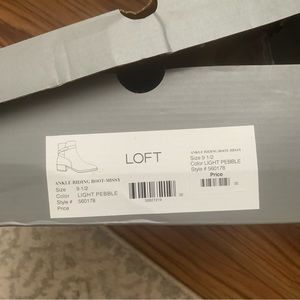 LOFT
ANKLE RIDING BOOT-MISSY
Size 9 1/2
Color LIGHT PEBBLE
Style # 560178
Price
ANKLE RIDING BOOT-MISSY
Size 9 1/2
Color LIGHT PEBBLE
Style # 560178
Price